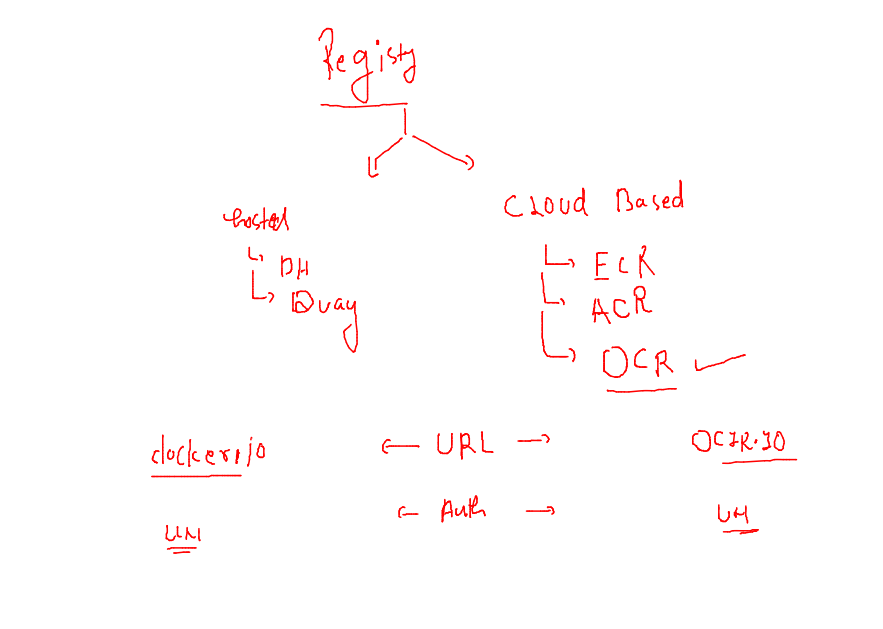 Registy
hosted
CLOUD Based
DH
Quay
ECR
ACR
OCR
docker.io
URL
OCIR.IO
Auth
UN
UN